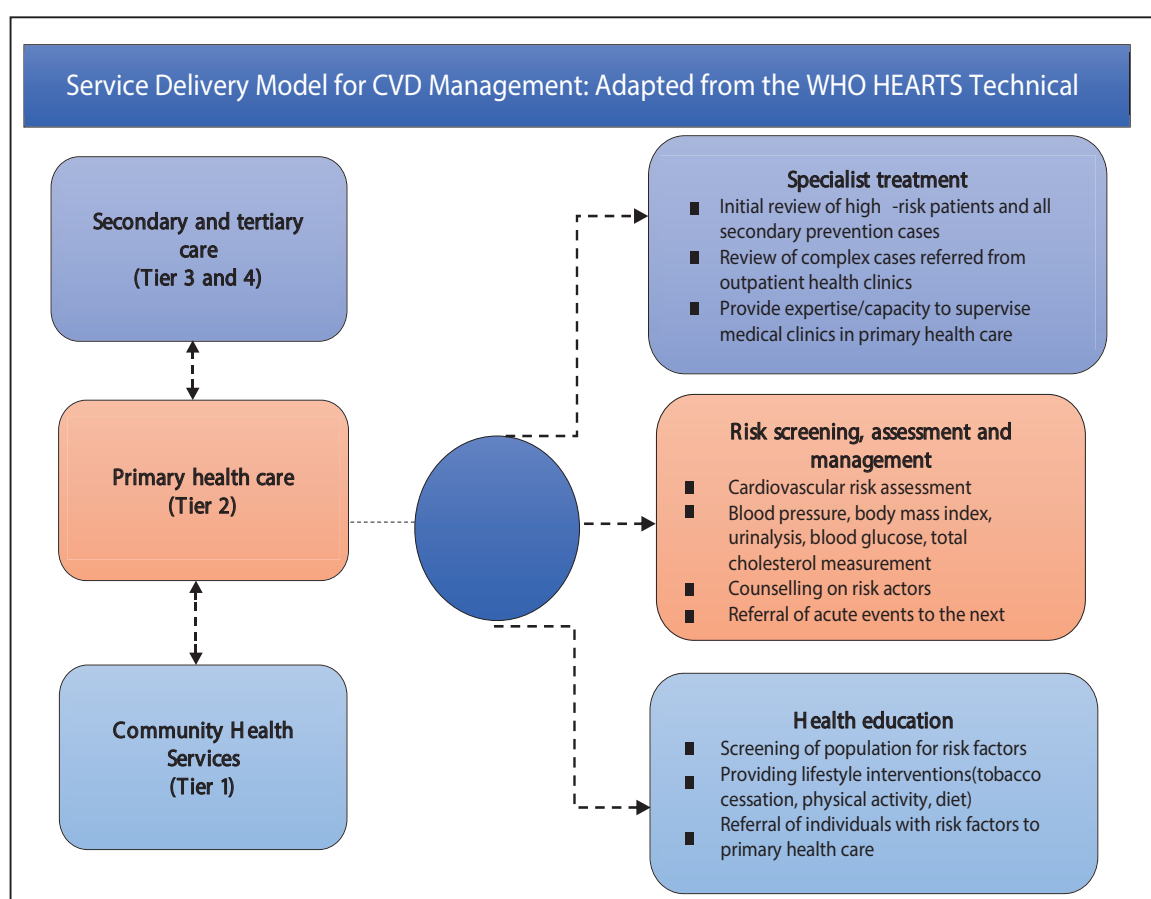 Service Delivery Model for CVD Management: Adapted from the WHO HEARTS Technical
Secondary and tertiary
care
(Tier 3 and 4)
Primary health care
(Tier 2)
Community Health
Services
(Tier 1)
Specialist treatment
■ Initial review of high -risk patients and all
secondary prevention cases
■ Review of complex cases referred from
outpatient health clinics
■ Provide expertise/capacity to supervise
medical clinics in primary health care
Risk screening, assessment and
management
■ Cardiovascular risk assessment
■ Blood pressure, body mass index,
urinalysis, blood glucose, total
cholesterol measurement
■ Counselling on risk actors
■ Referral of acute events to the next
Health education
■ Screening of population for risk factors
■ Providing lifestyle interventions(tobacco
cessation, physical activity, diet)
■ Referral of individuals with risk factors to
primary health care